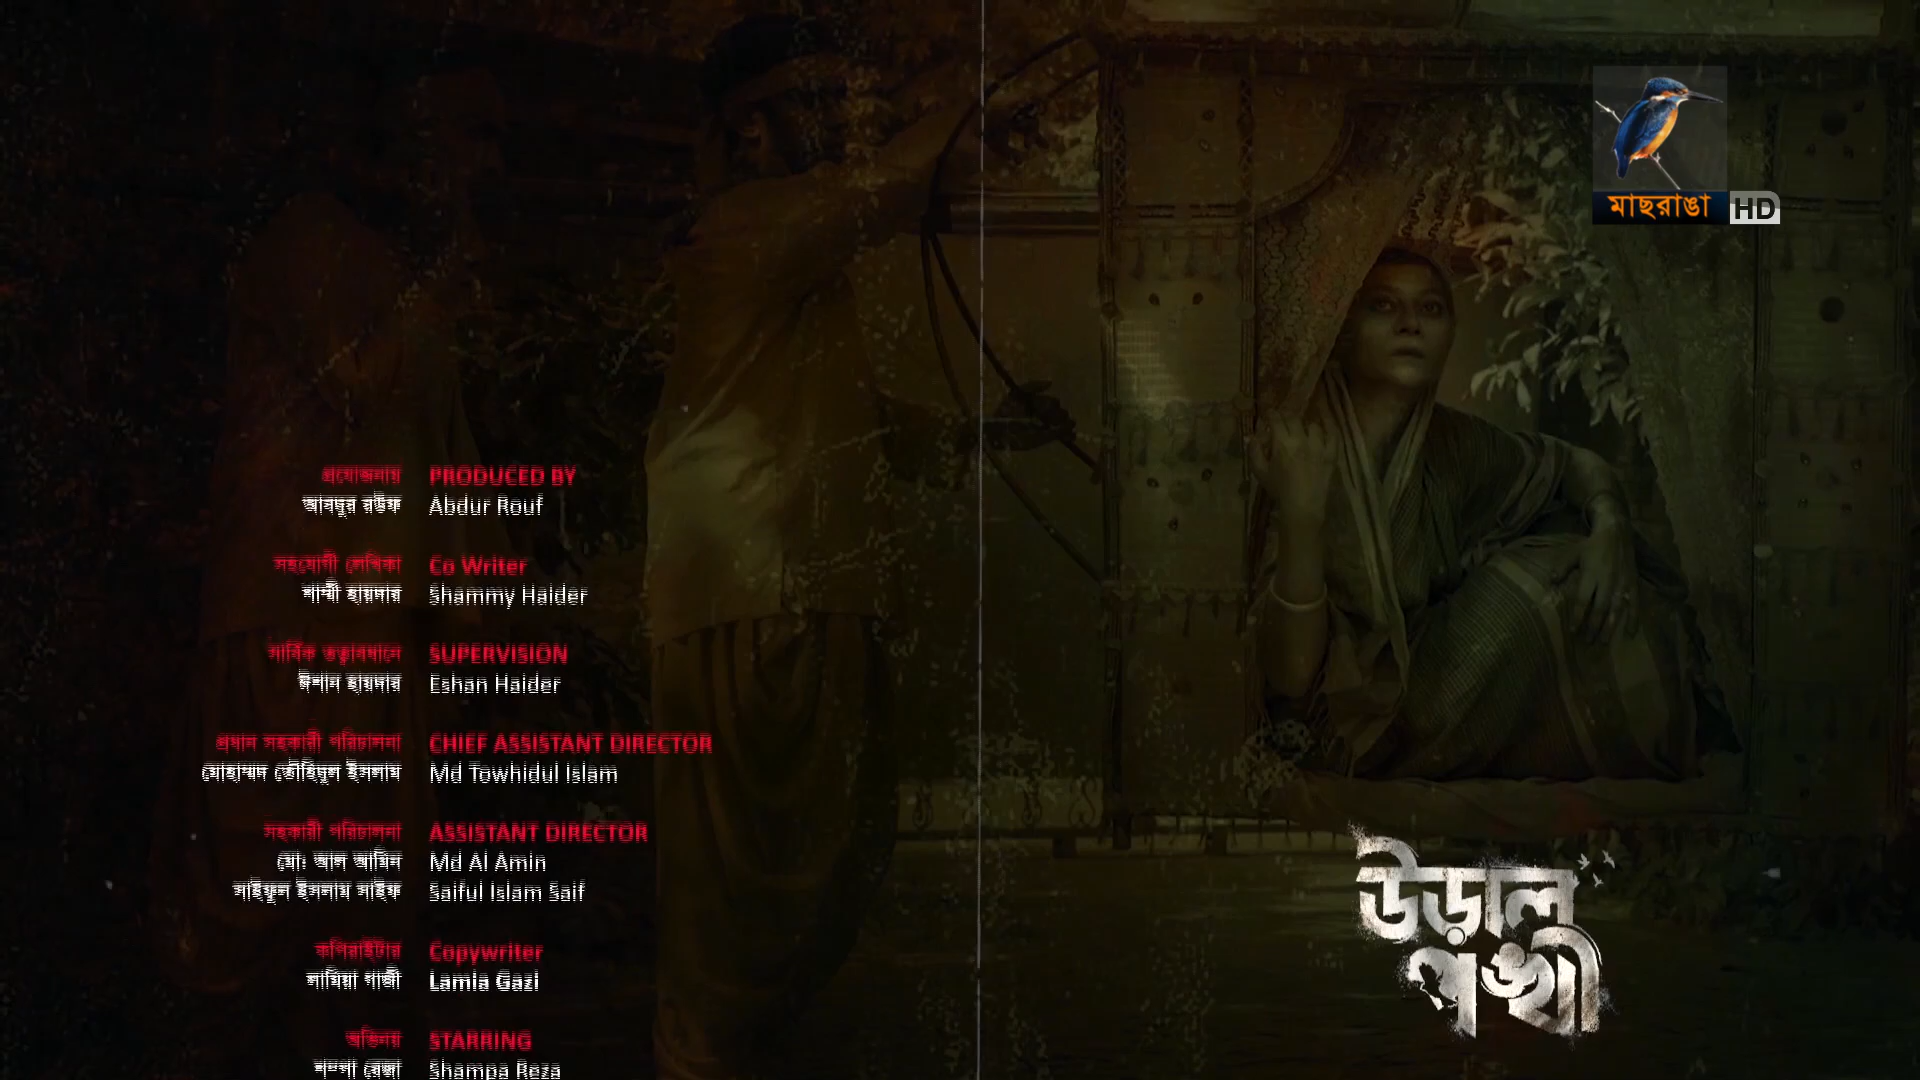 মাছরাঙা HD
প্রযোজনায় PRODUCED BY
আবদুর রউফ Abdur Rouf
সহযোগী লেখিকা Co Writer
শাম্মী হায়দার Shammy Haider
সার্বিক তত্ত্বাবধানে SUPERVISION
ঈশান হায়দার Eshan Haider
প্রধান সহকারী পরিচালনা CHIEF ASSISTANT DIRECTOR
মোহাম্মদ তৌহিদুল ইসলাম Md Towhidul Islam
সহকারী পরিচালনা ASSISTANT DIRECTOR
মোঃ আল আমিন Md Al Amin
সাইফুল ইসলাম সাইফ Saiful Islam Saif
কপিরাইটার Copywriter
লামিয়া গাজী Lamia Gazi
অভিনয় STARRING
শম্পা রেজা Shampa Reza
উড়াল
পঙ্খী